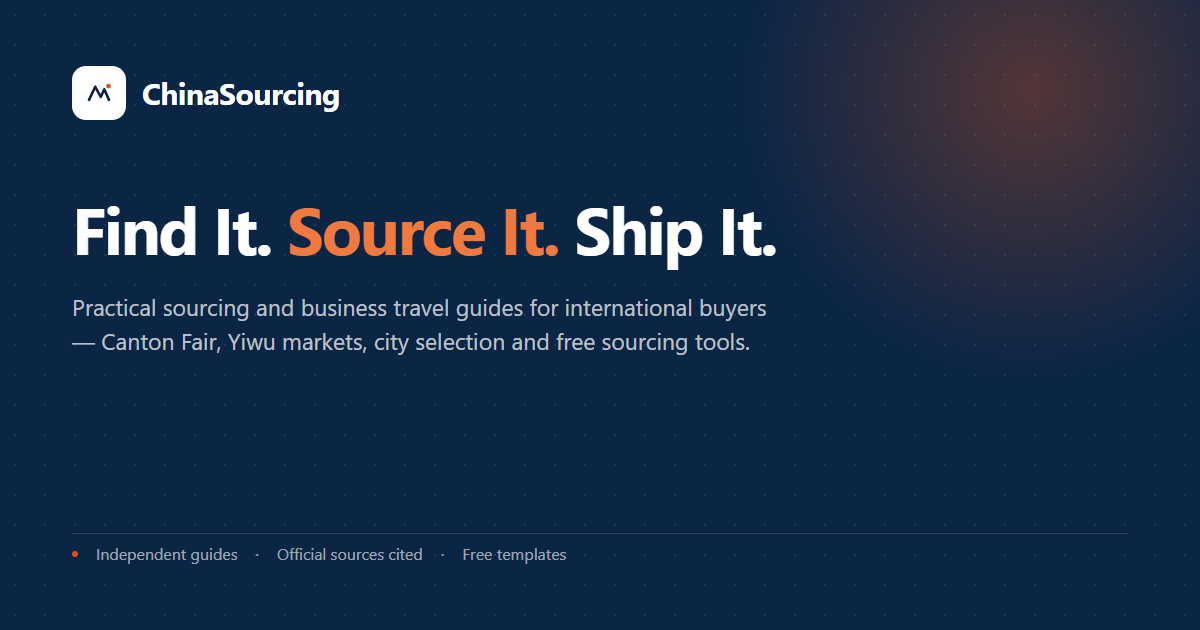 ChinaSourcing
Find It. Source It. Ship It.
Practical sourcing and business travel guides for international buyers
— Canton Fair, Yiwu markets, city selection and free sourcing tools.
Independent guides · Official sources cited · Free templates